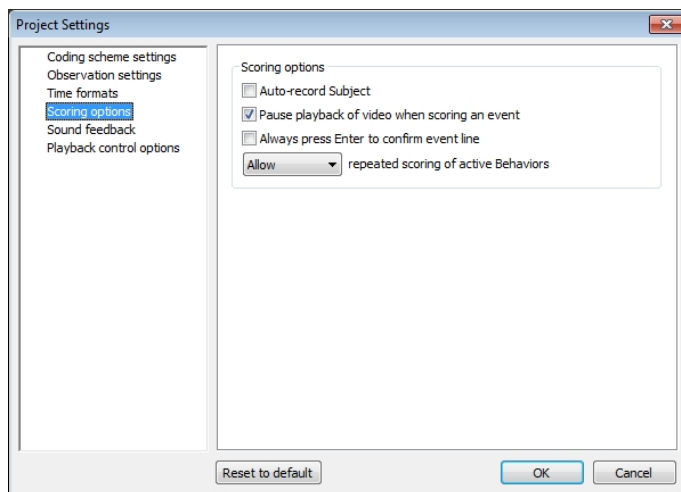 Project Settings
Coding scheme settings
Observation settings
Time formats
Scoring options
Sound feedback
Playback control options
Scoring options
Auto-record Subject
Pause playback of video when scoring an event
Always press Enter to confirm event line
Allow repeated scoring of active Behaviors
Reset to default OK Cancel